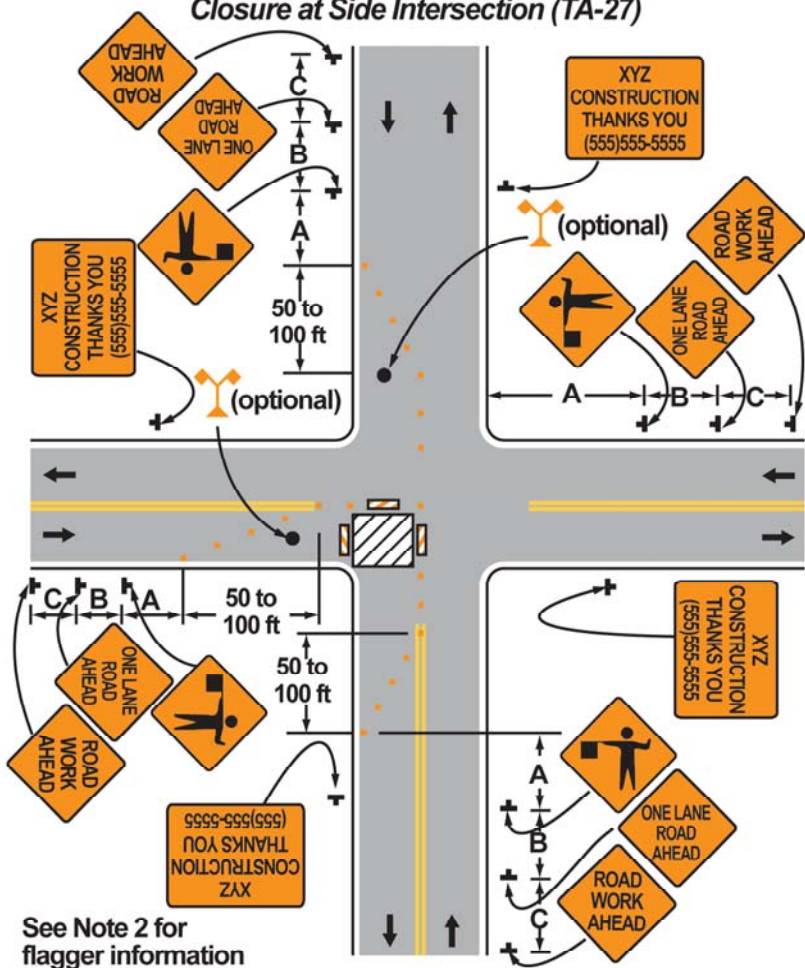 Closure at Side Intersection (TA-27)
ROAD
WORK
AHEAD
ONE LANE
ROAD
AHEAD
C
B
A
XYZ
CONSTRUCTION
THANKS YOU
(555)555-5555
(optional)
ROAD
WORK
AHEAD
ONE LANE
ROAD
AHEAD
XYZ
CONSTRUCTION
THANKS YOU
(555)555-5555
50 to
100 ft
(optional)
A
B
C
C
B
A
50 to
100 ft
50 to
100 ft
ONE LANE
ROAD
AHEAD
ROAD
WORK
AHEAD
XYZ
CONSTRUCTION
THANKS YOU
(555)555-5555
XYZ
CONSTRUCTION
THANKS YOU
(555)555-5555
A
B
C
ONE LANE
ROAD
AHEAD
ROAD
WORK
AHEAD
See Note 2 for
flagger information